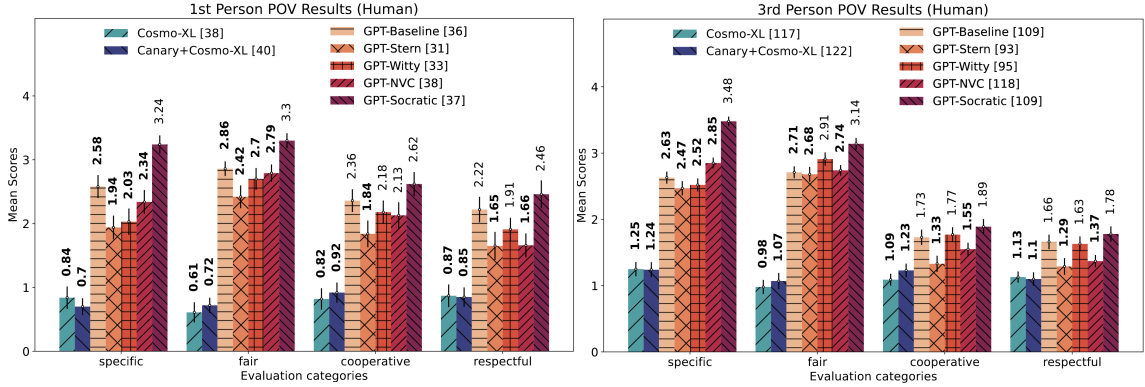 1st Person POV Results (Human)
Cosmo-XL [38]
Canary+Cosmo-XL [40]
GPT-Baseline [36]
GPT-Stern [31]
GPT-Witty [33]
GPT-NVC [38]
GPT-Socratic [37]
Mean Scores
4
3
2
1
0
0.84
0.7
2.58
1.94
2.03
2.34
3.24
0.61
0.72
2.86
2.42
2.7
2.79
3.3
0.82
0.92
2.36
1.84
2.18
2.13
2.62
0.87
0.85
2.22
1.65
1.91
1.66
2.46
specific
fair
cooperative
respectful
Evaluation categories
3rd Person POV Results (Human)
Cosmo-XL [117]
Canary+Cosmo-XL [122]
GPT-Baseline [109]
GPT-Stern [93]
GPT-Witty [95]
GPT-NVC [118]
GPT-Socratic [109]
Mean Scores
4
3
2
1
0
1.25
1.24
2.63
2.47
2.52
2.85
3.48
0.98
1.07
2.71
2.68
2.91
2.74
3.14
1.09
1.23
1.73
1.33
1.77
1.55
1.89
1.13
1.1
1.66
1.29
1.63
1.37
1.78
specific
fair
cooperative
respectful
Evaluation categories